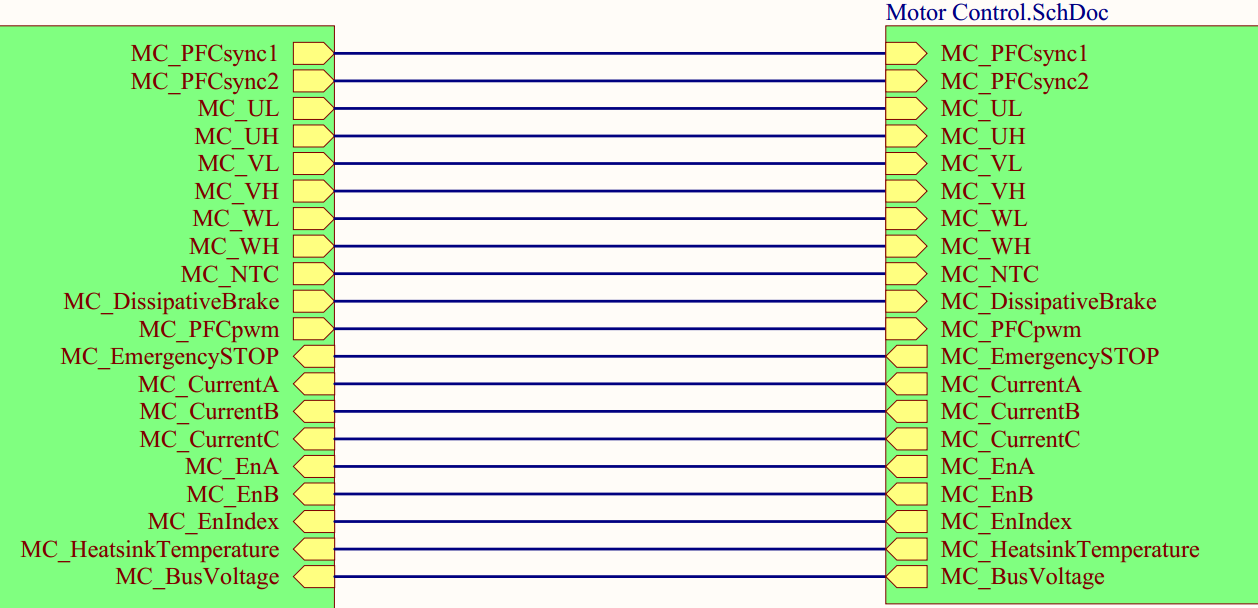 Motor Control.SchDoc
MC_PFCsync1 MC_PFCsync1
MC_PFCsync2 MC_PFCsync2
MC_UL MC_UL
MC_UH MC_UH
MC_VL MC_VL
MC_VH MC_VH
MC_WL MC_WL
MC_WH MC_WH
MC_NTC MC_NTC
MC_DissipativeBrake MC_DissipativeBrake
MC_PFCpwm MC_PFCpwm
MC_EmergencySTOP MC_EmergencySTOP
MC_CurrentA MC_CurrentA
MC_CurrentB MC_CurrentB
MC_CurrentC MC_CurrentC
MC_EnA MC_EnA
MC_EnB MC_EnB
MC_EnIndex MC_EnIndex
MC_HeatsinkTemperature MC_HeatsinkTemperature
MC_BusVoltage MC_BusVoltage